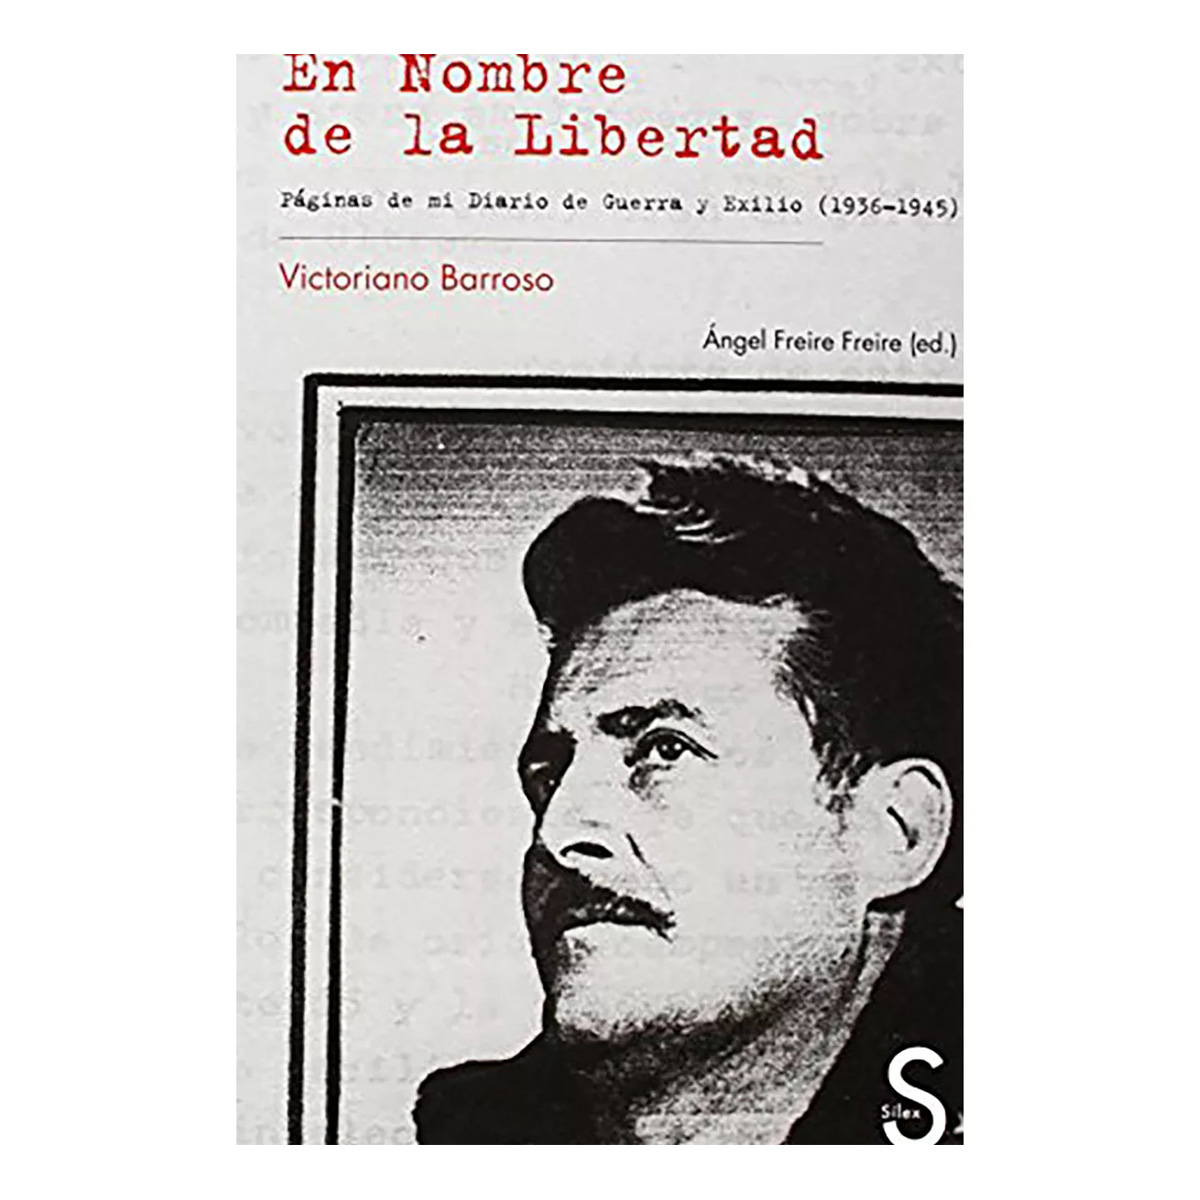 En Nombre
de la Libertad
Páginas de mi Diario de Guerra y Exilio (1936-1945)
Victoriano Barroso
Ángel Freire Freire (ed.)
S
Sílex